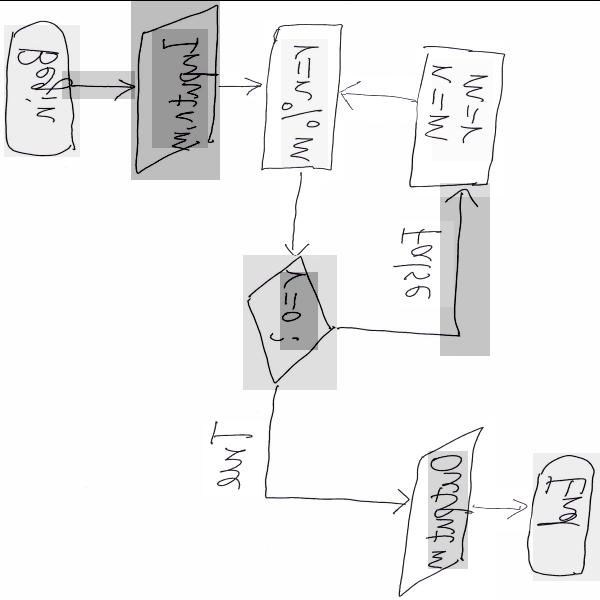 Begin
Input n,m
r=n%m
r=0?
False
n=m
m=r
True
Output m
End